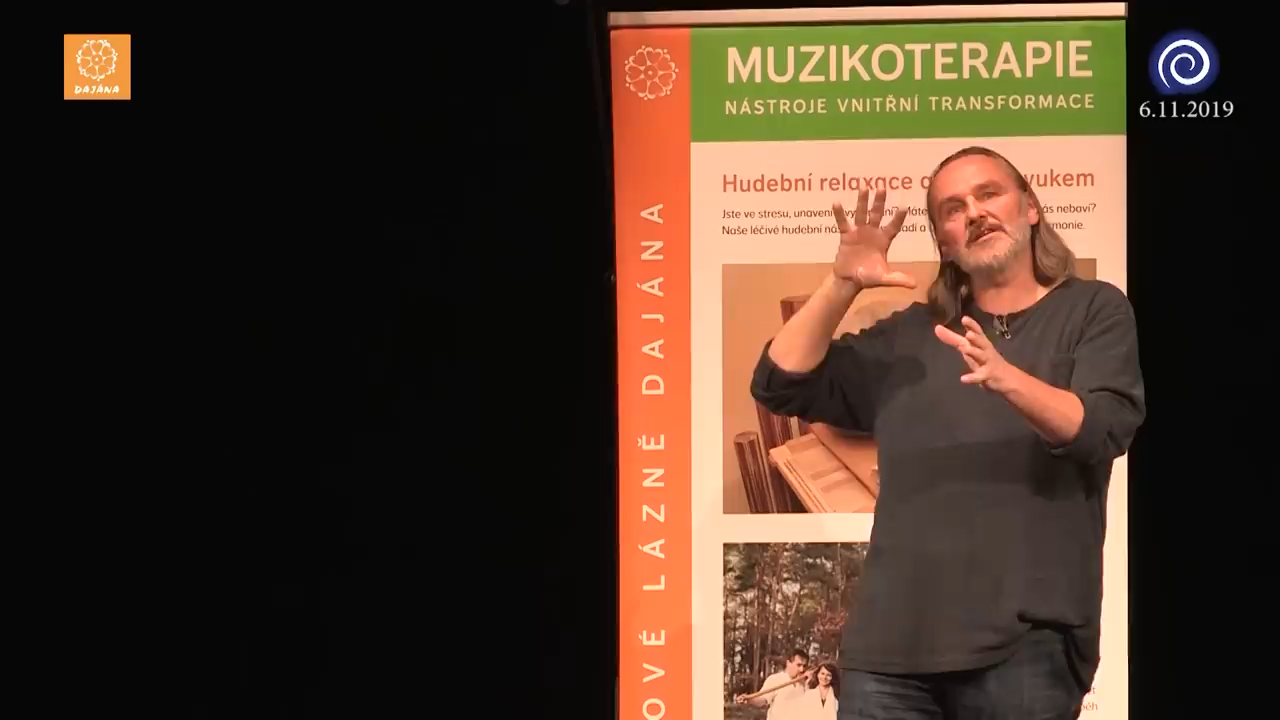 DAJÁNA
MUZIKOTERAPIE
NÁSTROJE VNITŘNÍ TRANSFORMACE
6.11.2019
Hudební relaxace
Jste ve stresu, unavení nebaví?
Naše léčivé hudební
OVÉ LÁZNĚ DAJÁNA